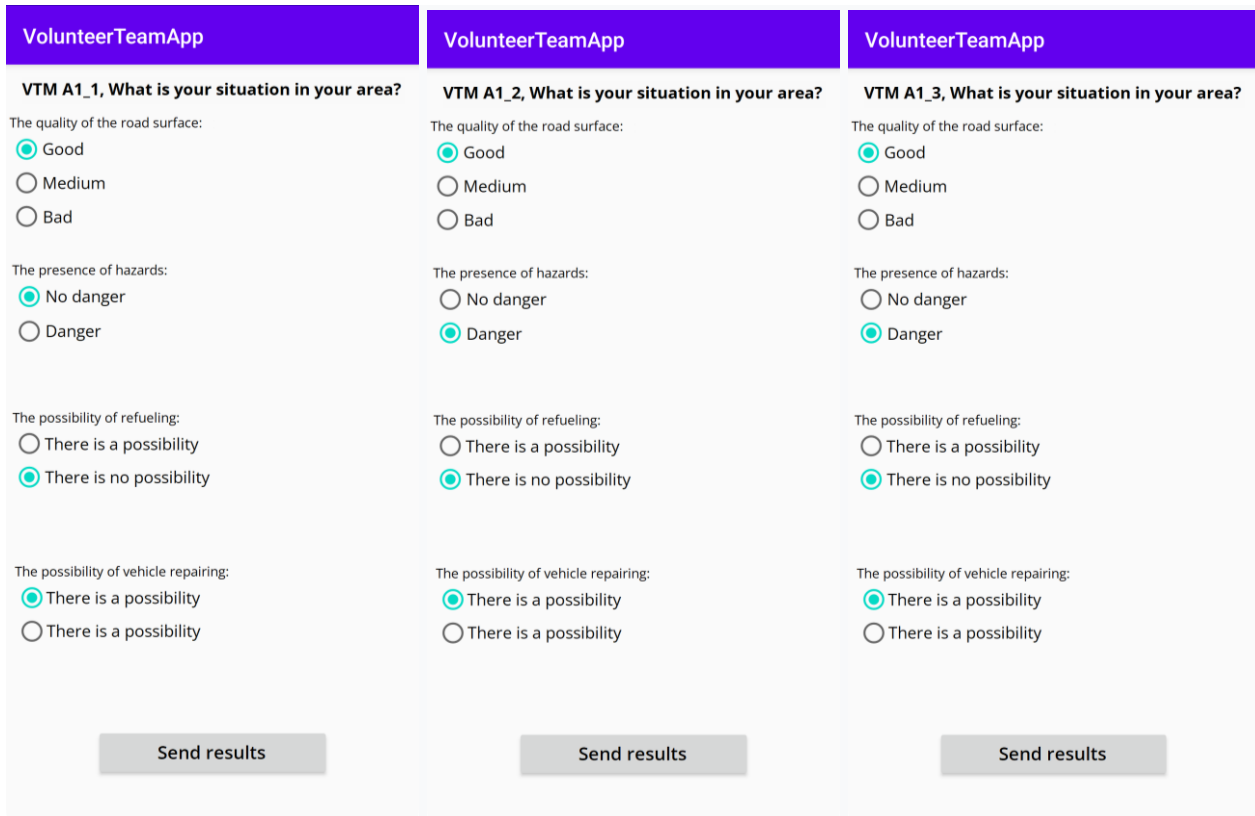 VolunteerTeamApp
VTM A1_1, What is your situation in your area?
The quality of the road surface:
Good
Medium
Bad
The presence of hazards:
No danger
Danger
The possibility of refueling:
There is a possibility
There is no possibility
The possibility of vehicle repairing:
There is a possibility
There is a possibility
Send results
VolunteerTeamApp
VTM A1_2, What is your situation in your area?
The quality of the road surface:
Good
Medium
Bad
The presence of hazards:
No danger
Danger
The possibility of refueling:
There is a possibility
There is no possibility
The possibility of vehicle repairing:
There is a possibility
There is a possibility
Send results
VolunteerTeamApp
VTM A1_3, What is your situation in your area?
The quality of the road surface:
Good
Medium
Bad
The presence of hazards:
No danger
Danger
The possibility of refueling:
There is a possibility
There is no possibility
The possibility of vehicle repairing:
There is a possibility
There is a possibility
Send results